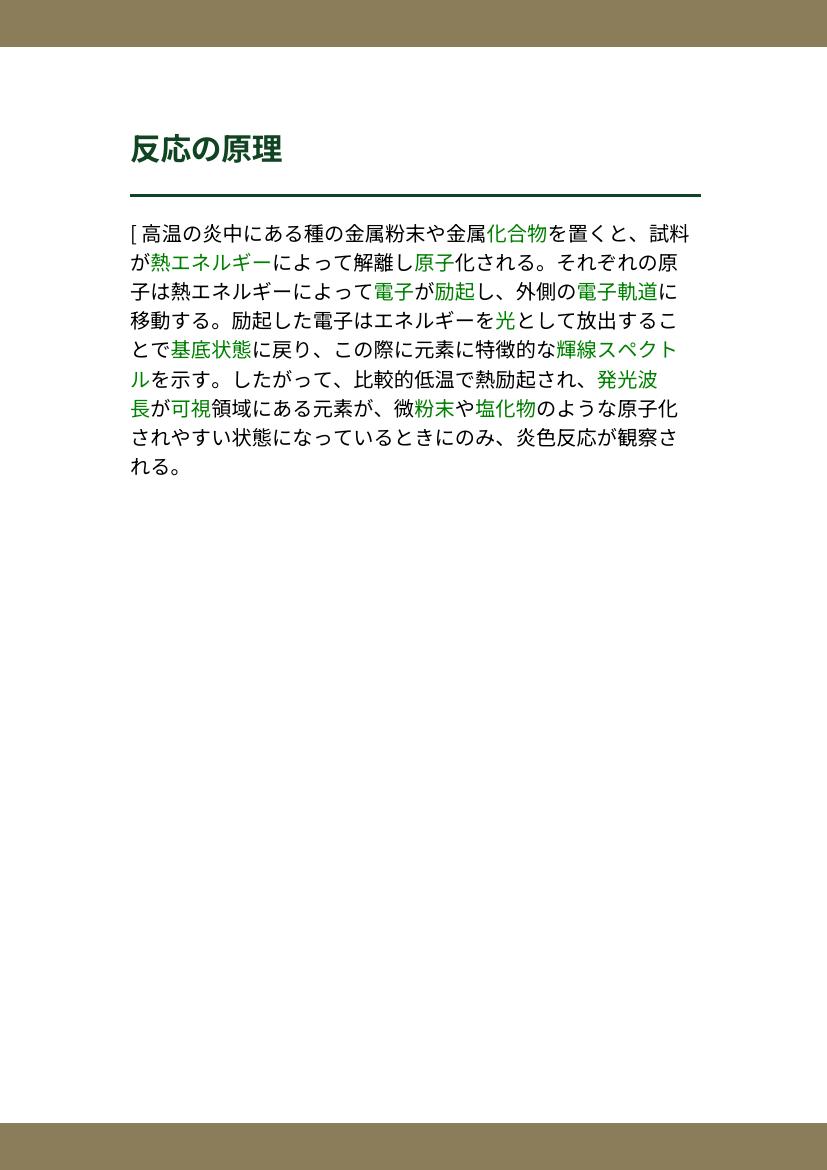 反応の原理
[ 高温の炎中にある種の金属粉末や金属化合物を置くと、試料
が熱エネルギーによって解離し原子化される。それぞれの原
子は熱エネルギーによって電子が励起し、外側の電子軌道に
移動する。励起した電子はエネルギーを光として放出するこ
とで基底状態に戻り、この際に元素に特徴的な輝線スペクト
ルを示す。したがって、比較的低温で熱励起され、発光波
長が可視領域にある元素が、微粉末や塩化物のような原子化
されやすい状態になっているときにのみ、炎色反応が観察さ
れる。